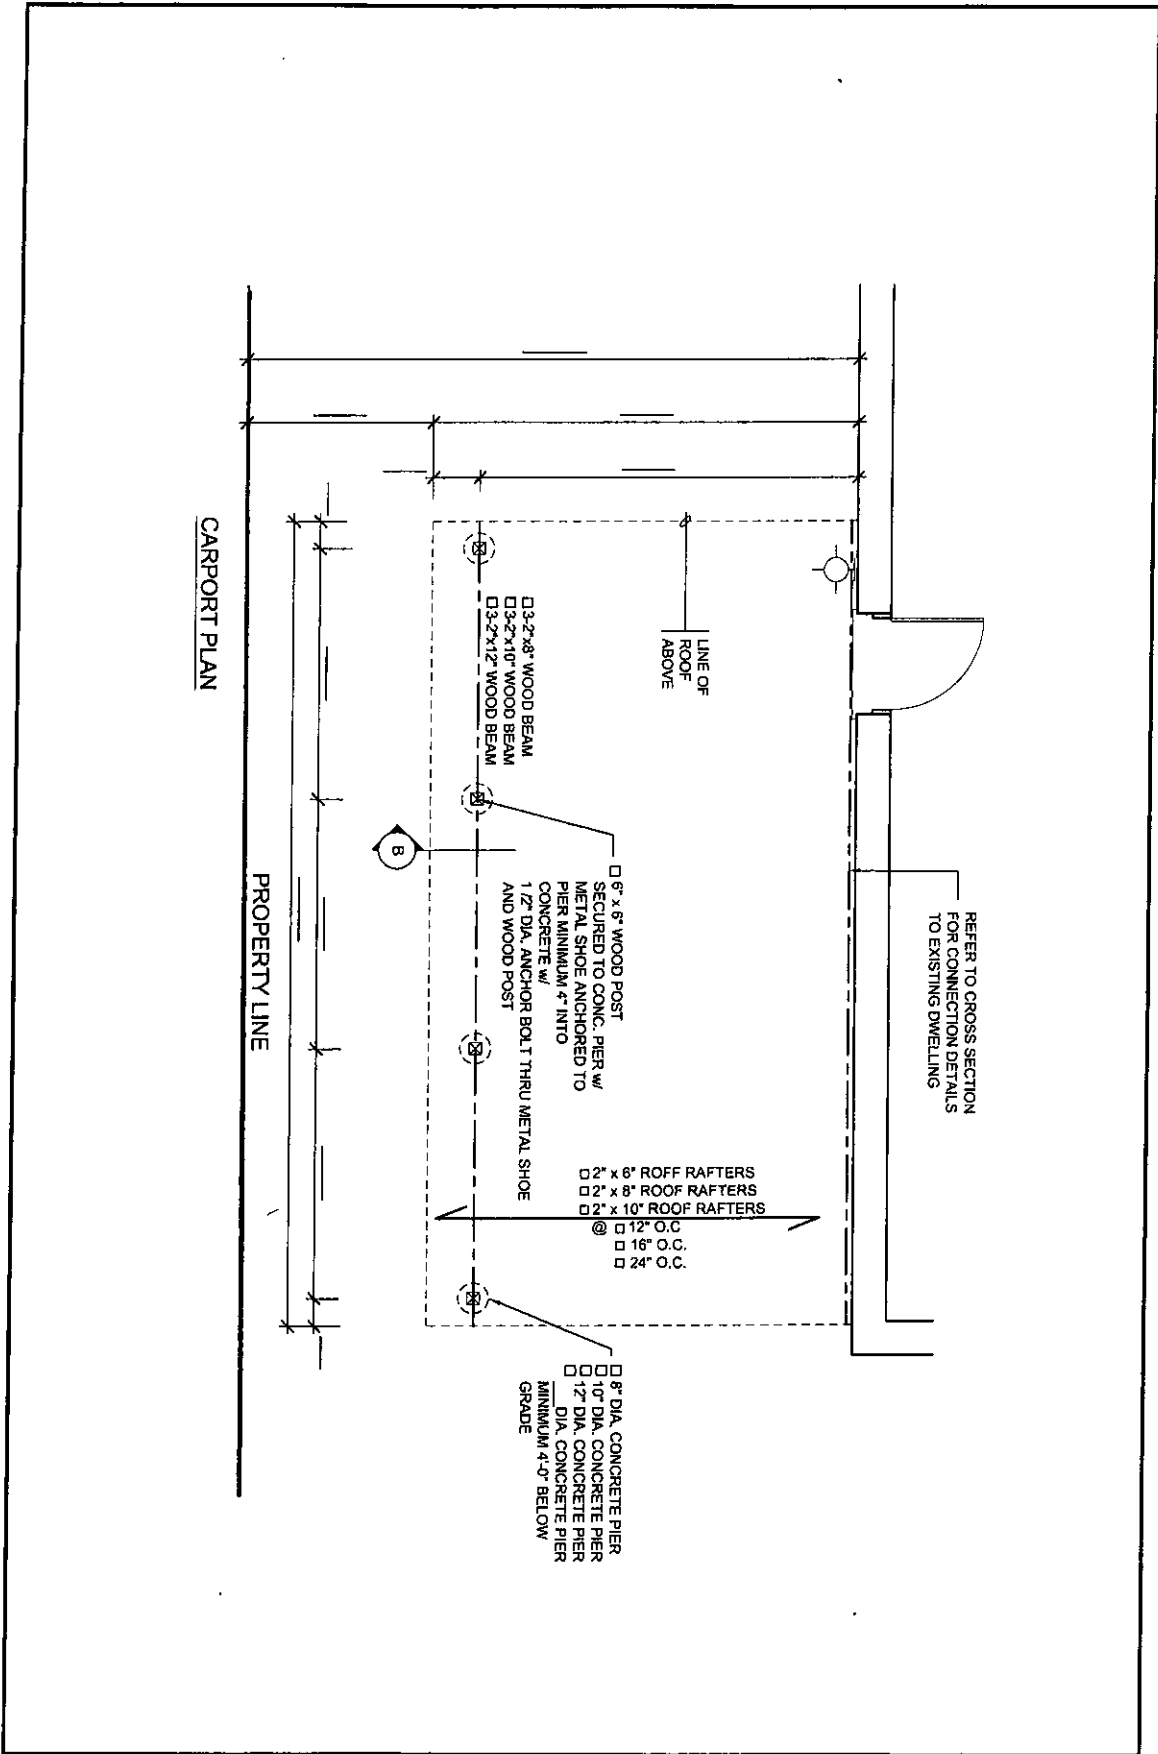 REFER TO CROSS SECTION
FOR CONNECTION DETAILS
TO EXISTING DWELLING
LINE OF
ROOF
ABOVE
□ 2" x 6" ROFF RAFTERS
□ 2" x 8" ROOF RAFTERS
□ 2" x 10" ROOF RAFTERS
@ □ 12" O.C
□ 16" O.C.
□ 24" O.C.
□ 6" x 6" WOOD POST
SECURED TO CONC. PIER w/
METAL SHOE ANCHORED TO
PIER MINIMUM 4" INTO
CONCRETE w/
1 /2" DIA. ANCHOR BOLT THRU METAL SHOE
AND WOOD POST
□ 3-2"x8" WOOD BEAM
□ 3-2"x10" WOOD BEAM
□ 3-2"x12" WOOD BEAM
□ 8" DIA. CONCRETE PIER
□ 10" DIA. CONCRETE PIER
□ 12" DIA. CONCRETE PIER
□ ___ DIA. CONCRETE PIER
MINIMUM 4'-0" BELOW
GRADE
B
PROPERTY LINE
CARPORT PLAN